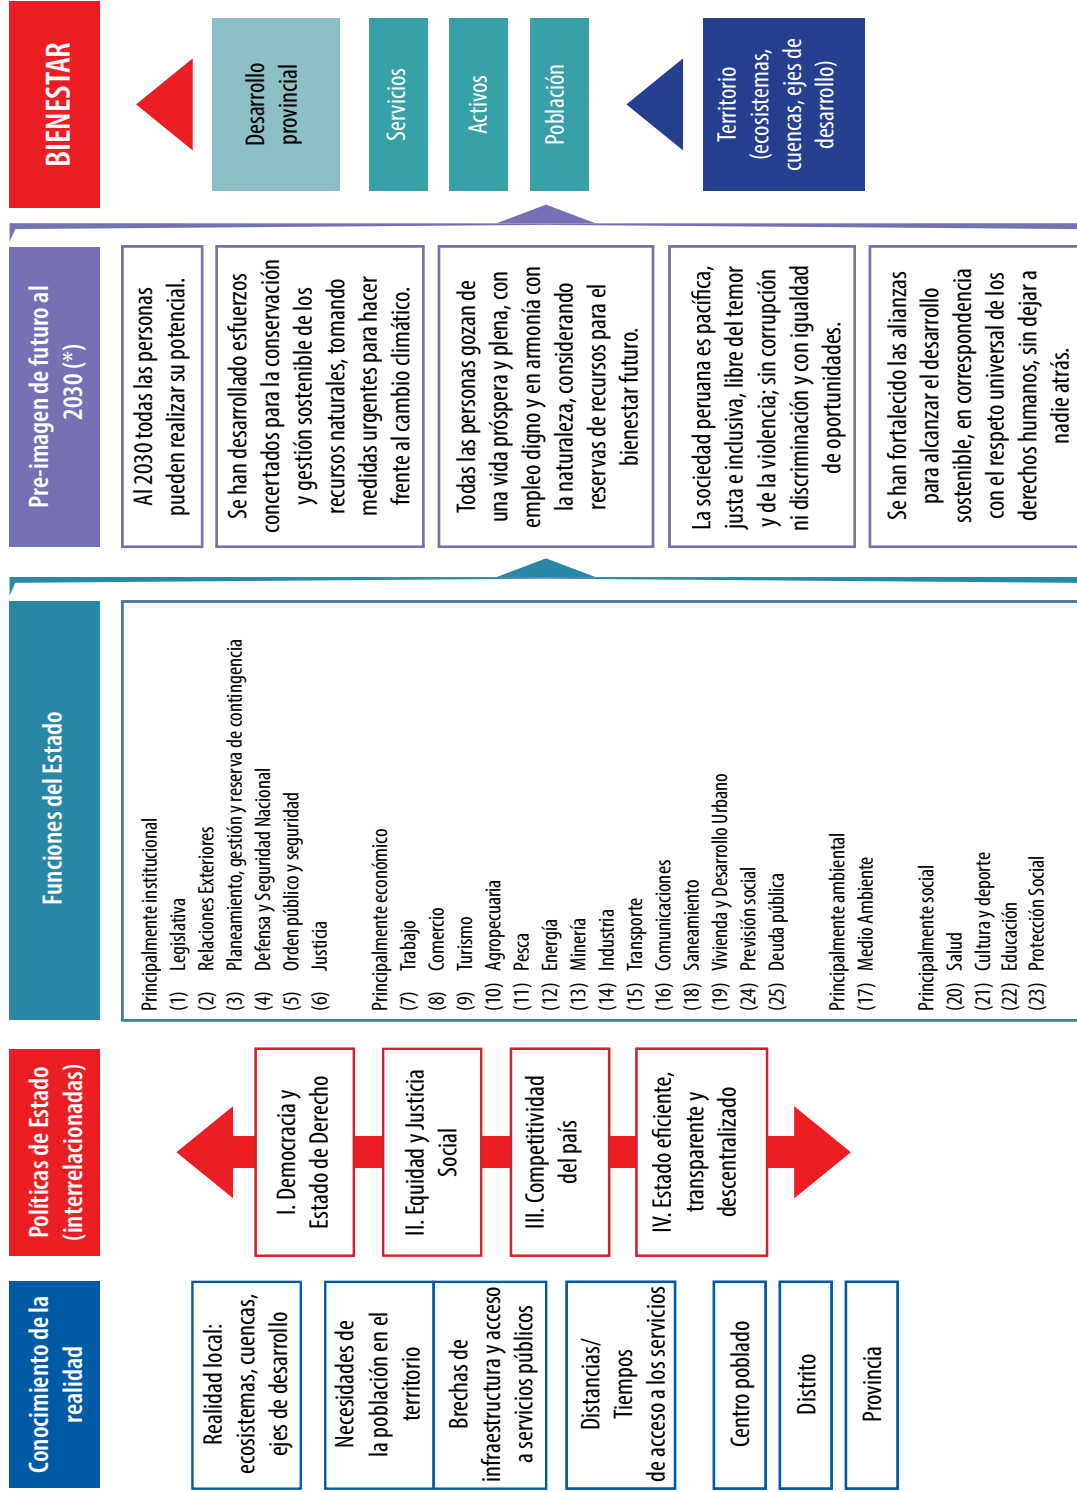 Conocimiento de la
realidad
Realidad local:
ecosistemas, cuencas,
ejes de desarrollo
Necesidades de
la población en el
territorio
Brechas de
infraestructura y acceso
a servicios públicos
Distancias/
Tiempos
de acceso a los servicios
Centro poblado
Distrito
Provincia
Políticas de Estado
(interrelacionadas)
I. Democracia y
Estado de Derecho
II. Equidad y Justicia
Social
III. Competitividad
del país
IV. Estado eficiente,
transparente y
descentralizado
Funciones del Estado
Principalmente institucional
(1) Legislativa
(2) Relaciones Exteriores
(3) Planeamiento, gestión y reserva de contingencia
(4) Defensa y Seguridad Nacional
(5) Orden público y seguridad
(6) Justicia
Principalmente económico
(7) Trabajo
(8) Comercio
(9) Turismo
(10) Agropecuaria
(11) Pesca
(12) Energía
(13) Minería
(14) Industria
(15) Transporte
(16) Comunicaciones
(18) Saneamiento
(19) Vivienda y Desarrollo Urbano
(24) Previsión social
(25) Deuda pública
Principalmente ambiental
(17) Medio Ambiente
Principalmente social
(20) Salud
(21) Cultura y deporte
(22) Educación
(23) Protección Social
Pre-imagen de futuro al
2030 (*)
Al 2030 todas las personas
pueden realizar su potencial.
Se han desarrollado esfuerzos
concertados para la conservación
y gestión sostenible de los
recursos naturales, tomando
medidas urgentes para hacer
frente al cambio climático.
Todas las personas gozan de
una vida próspera y plena, con
empleo digno y en armonía con
la naturaleza, considerando
reservas de recursos para el
bienestar futuro.
La sociedad peruana es pacífica,
justa e inclusiva, libre del temor
y de la violencia; sin corrupción
ni discriminación y con igualdad
de oportunidades.
Se han fortalecido las alianzas
para alcanzar el desarrollo
sostenible, en correspondencia
con el respeto universal de los
derechos humanos, sin dejar a
nadie atrás.
BIENESTAR
Desarrollo
provincial
Servicios
Activos
Población
Territorio
(ecosistemas,
cuencas, ejes de
desarrollo)